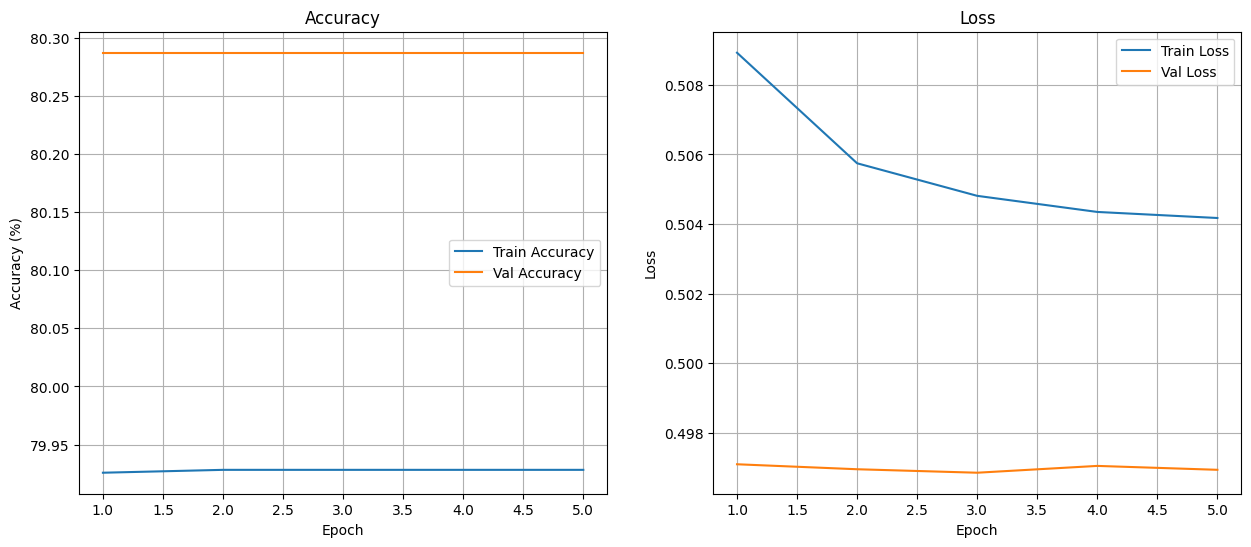 Accuracy
80.30
80.25
80.20
80.15
80.10
80.05
80.00
79.95
Accuracy (%)
Train Accuracy
Val Accuracy
1.0 1.5 2.0 2.5 3.0 3.5 4.0 4.5 5.0
Epoch
Loss
0.508
0.506
0.504
0.502
0.500
0.498
Loss
Train Loss
Val Loss
1.0 1.5 2.0 2.5 3.0 3.5 4.0 4.5 5.0
Epoch